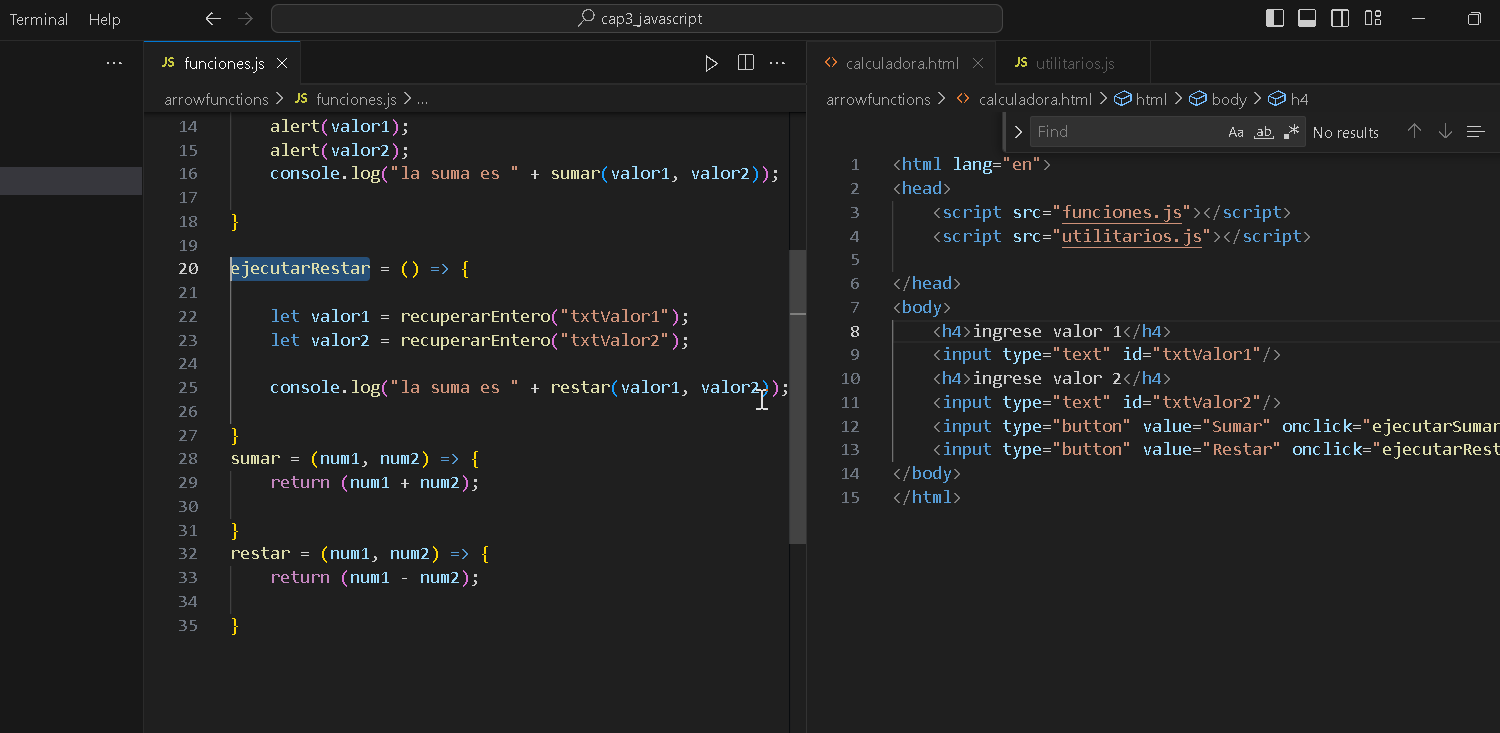 Terminal Help
cap3_javascript
JS funciones.js
arrowfunctions > JS funciones.js > ...
14 alert(valor1);
15 alert(valor2);
16 console.log("la suma es " + sumar(valor1, valor2));
17
18 }
19
20 ejecutarRestar = () => {
21
22 let valor1 = recuperarEntero("txtValor1");
23 let valor2 = recuperarEntero("txtValor2");
24
25 console.log("la suma es " + restar(valor1, valor2));
26
27 }
28 sumar = (num1, num2) => {
29 return (num1 + num2);
30
31 }
32 restar = (num1, num2) => {
33 return (num1 - num2);
34
35 }
<> calculadora.html
JS utilitarios.js
arrowfunctions > <> calculadora.html > html > body > h4
Find Aa ab .* No results
1 <html lang="en">
2 <head>
3 <script src="funciones.js"></script>
4 <script src="utilitarios.js"></script>
5
6 </head>
7 <body>
8 <h4>ingrese valor 1</h4>
9 <input type="text" id="txtValor1"/>
10 <h4>ingrese valor 2</h4>
11 <input type="text" id="txtValor2"/>
12 <input type="button" value="Sumar" onclick="ejecutarSumar
13 <input type="button" value="Restar" onclick="ejecutarRest
14 </body>
15 </html>